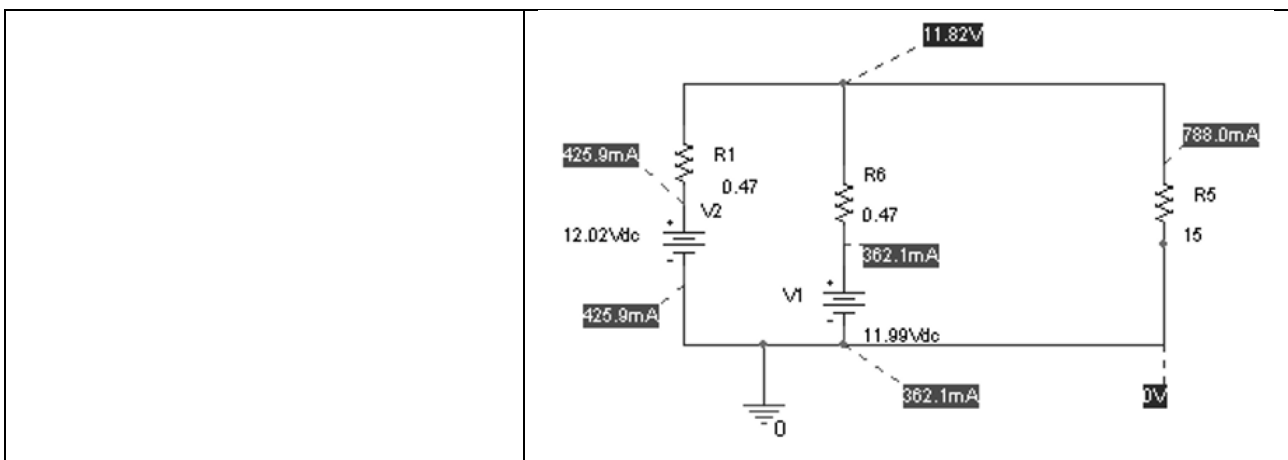 11.82V
788.0mA
425.9mA
R1
0.47
R6
0.47
R5
15
V2
12.02Vdc
362.1mA
V1
425.9mA
11.99Vdc
362.1mA
0V
0